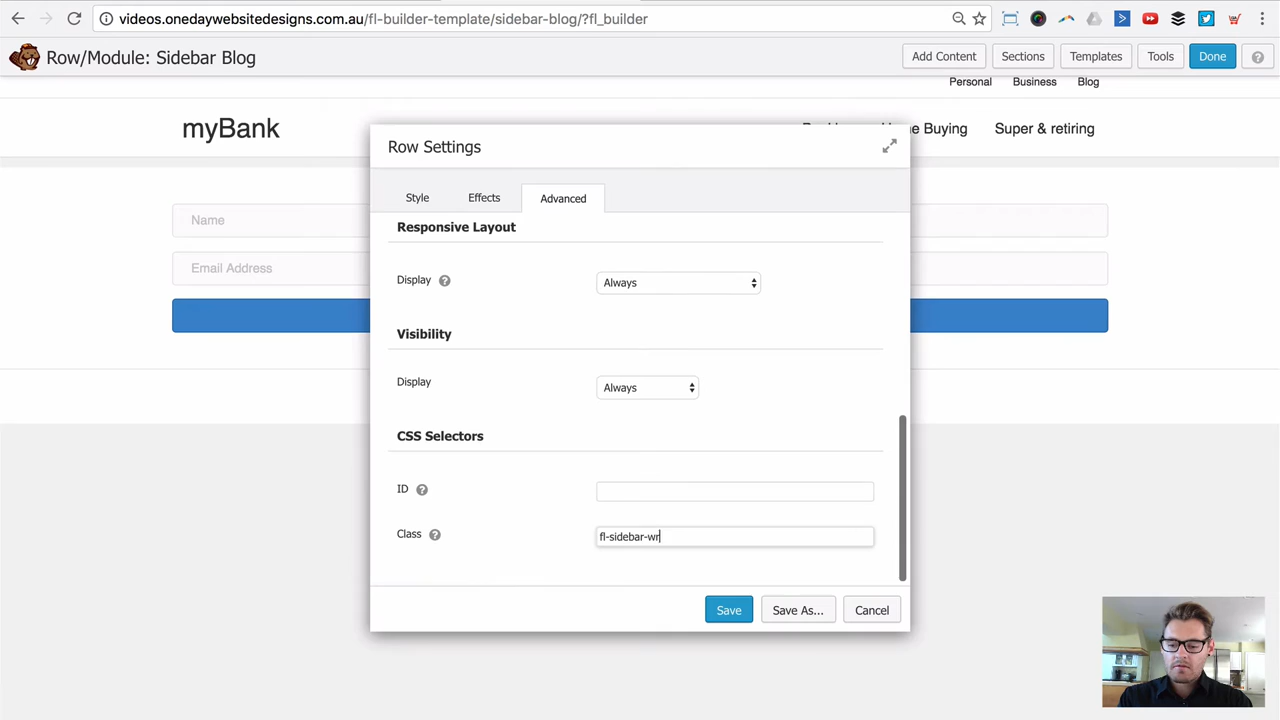 videos.onedaywebsitedesigns.com.au/fl-builder-template/sidebar-blog/?fl_builder
Row/Module: Sidebar Blog
Add Content
Sections
Templates
Tools
Done
?
Personal
Business
Blog
myBank
Buying
Super & retiring
Row Settings
Style
Effects
Advanced
Name
Responsive Layout
Email Address
Display ?
Always
Visibility
Display
Always
CSS Selectors
ID ?
Class ?
fl-sidebar-wr
Save
Save As...
Cancel